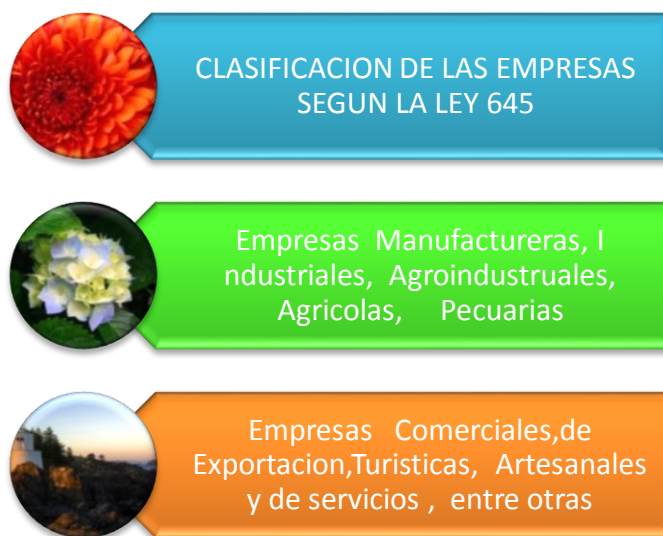 CLASIFICACION DE LAS EMPRESAS
SEGUN LA LEY 645
Empresas Manufactureras, I
ndustriales, Agroindustruales,
Agricolas, Pecuarias
Empresas Comerciales,de
Exportacion,Turisticas, Artesanales
y de servicios , entre otras